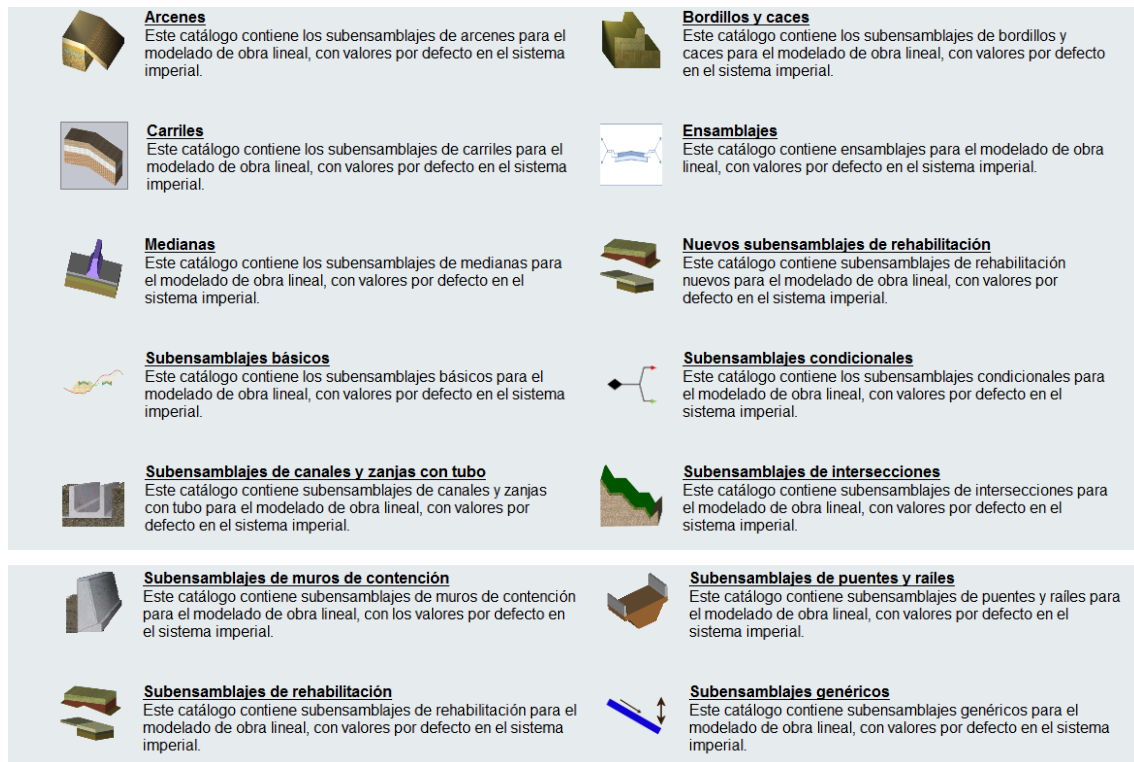 Arcenes
Este catálogo contiene los subensamblajes de arcenes para el
modelado de obra lineal, con valores por defecto en el sistema
imperial.
Bordillos y caces
Este catálogo contiene los subensamblajes de bordillos y
caces para el modelado de obra lineal, con valores por defecto
en el sistema imperial.
Carriles
Este catálogo contiene los subensamblajes de carriles para el
modelado de obra lineal, con valores por defecto en el sistema
imperial.
Ensamblajes
Este catálogo contiene ensamblajes para el modelado de obra
lineal, con valores por defecto en el sistema imperial.
Medianas
Este catálogo contiene los subensamblajes de medianas para
el modelado de obra lineal, con valores por defecto en el
sistema imperial.
Nuevos subensamblajes de rehabilitación
Este catálogo contiene subensamblajes de rehabilitación
nuevos para el modelado de obra lineal, con valores por
defecto en el sistema imperial.
Subensamblajes básicos
Este catálogo contiene los subensamblajes básicos para el
modelado de obra lineal, con valores por defecto en el sistema
imperial.
Subensamblajes condicionales
Este catálogo contiene los subensamblajes condicionales para
el modelado de obra lineal, con valores por defecto en el
sistema imperial.
Subensamblajes de canales y zanjas con tubo
Este catálogo contiene subensamblajes de canales y zanjas
con tubo para el modelado de obra lineal, con valores por
defecto en el sistema imperial.
Subensamblajes de intersecciones
Este catálogo contiene subensamblajes de intersecciones para
el modelado de obra lineal, con valores por defecto en el
sistema imperial.
Subensamblajes de muros de contención
Este catálogo contiene subensamblajes de muros de contención
para el modelado de obra lineal, con los valores por defecto en
el sistema imperial.
Subensamblajes de puentes y raíles
Este catálogo contiene subensamblajes de puentes y raíles para
el modelado de obra lineal, con valores por defecto en el
sistema imperial.
Subensamblajes de rehabilitación
Este catálogo contiene subensamblajes de rehabilitación para el
modelado de obra lineal, con valores por defecto en el sistema
imperial.
Subensamblajes genéricos
Este catálogo contiene subensamblajes genéricos para el
modelado de obra lineal, con valores por defecto en el sistema
imperial.